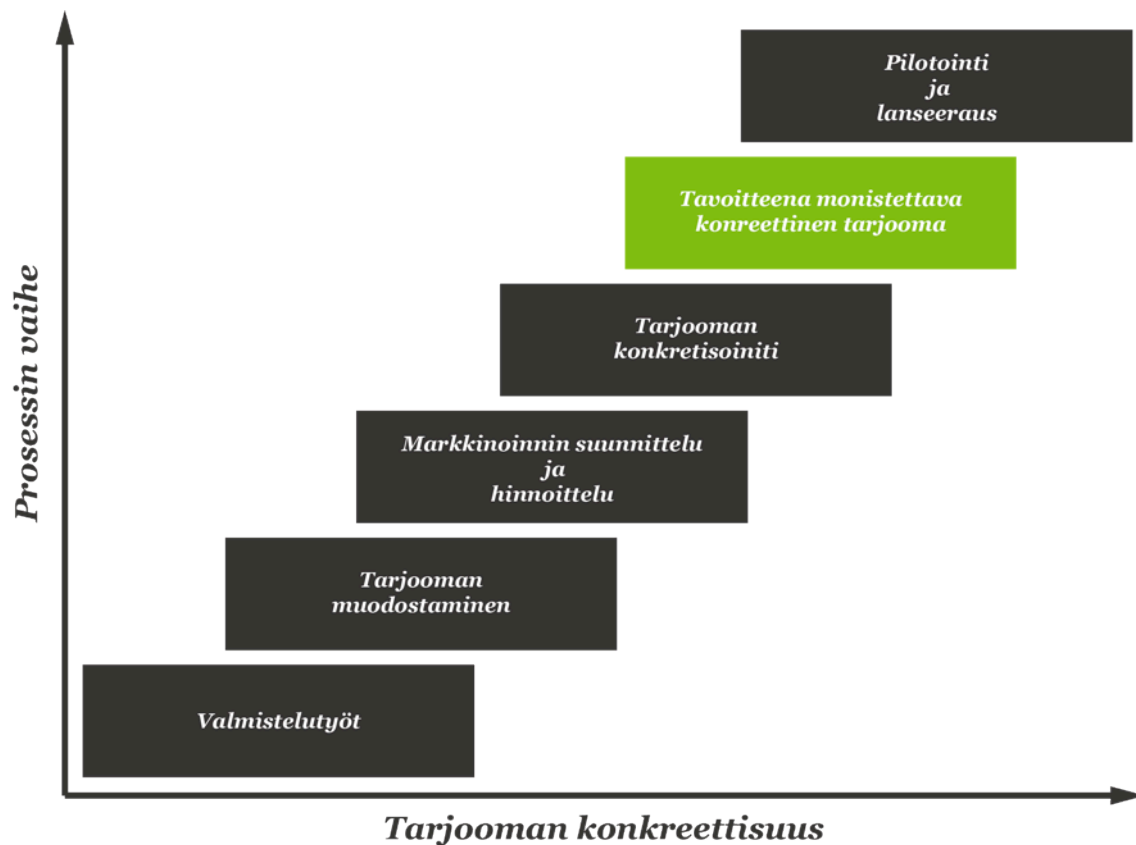 Pilotointi
ja
lanseeraus
Tavoitteena monistettava
konreettinen tarjooma
Tarjooman
konkretisoiniti
Markkinoinnin suunnittelu
ja
hinnoittelu
Tarjooman
muodostaminen
Valmistelutyöt
Prosessin vaihe
Tarjooman konkreettisuus